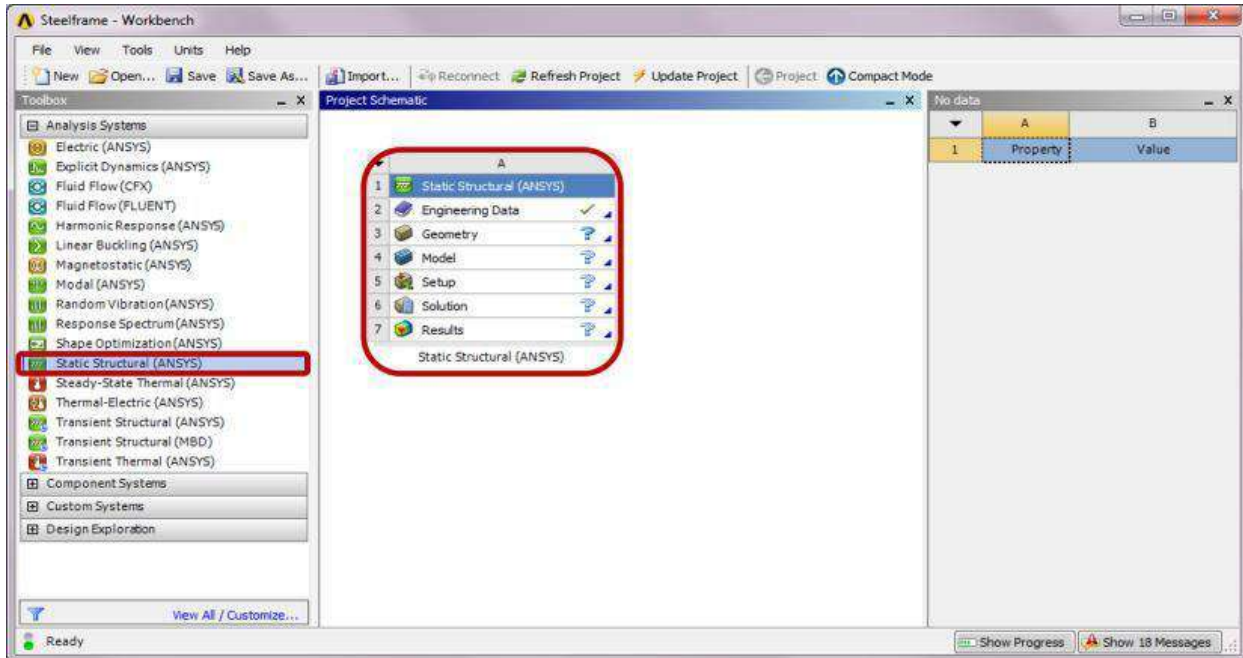 Steelframe - Workbench
File View Tools Units Help
New Open... Save Save As... Import... Reconnect Refresh Project Update Project Project Compact Mode
Toolbox
Analysis Systems
Electric (ANSYS)
Explicit Dynamics (ANSYS)
Fluid Flow (CFX)
Fluid Flow (FLUENT)
Harmonic Response (ANSYS)
Linear Buckling (ANSYS)
Magnetostatic (ANSYS)
Modal (ANSYS)
Random Vibration (ANSYS)
Response Spectrum (ANSYS)
Shape Optimization (ANSYS)
Static Structural (ANSYS)
Steady-State Thermal (ANSYS)
Thermal-Electric (ANSYS)
Transient Structural (ANSYS)
Transient Structural (MBD)
Transient Thermal (ANSYS)
Component Systems
Custom Systems
Design Exploration
View All / Customize...
Project Schematic
A
1 Static Structural (ANSYS)
2 Engineering Data
3 Geometry
4 Model
5 Setup
6 Solution
7 Results
Static Structural (ANSYS)
No data
A B
1 Property Value
Ready
Show Progress Show 18 Messages